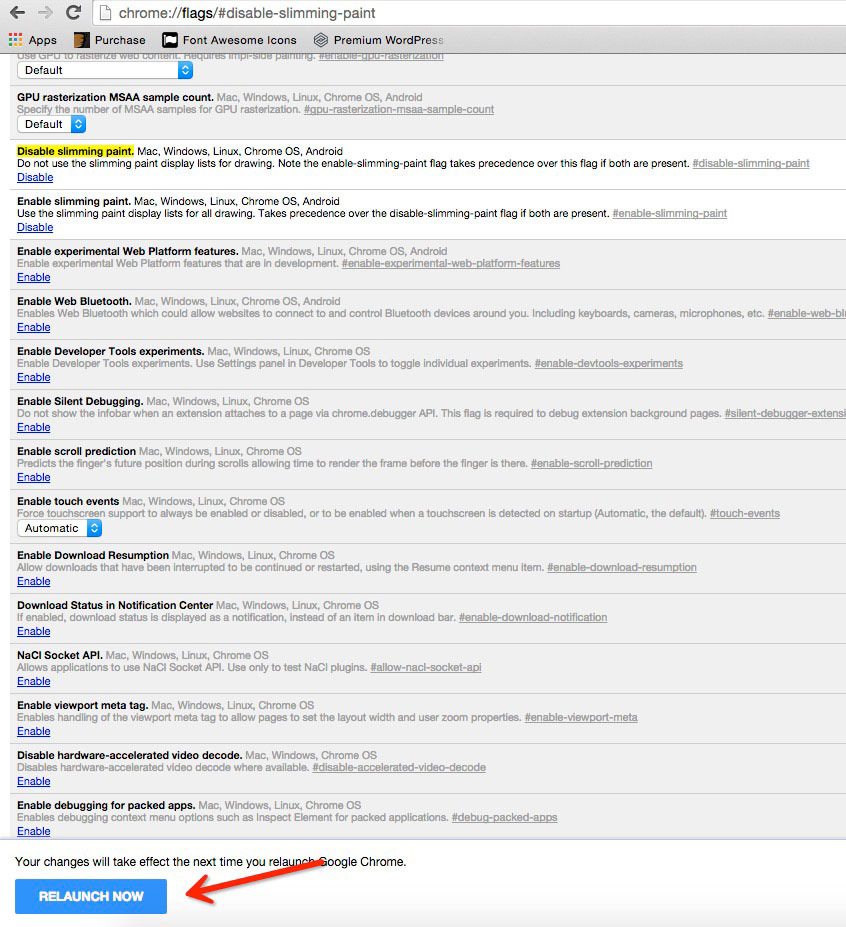 chrome://flags/#disable-slimming-paint
Apps Purchase Font Awesome Icons Premium WordPress
Use GPU to rasterize web content. Requires impl-side painting. #enable-gpu-rasterization
Default
GPU rasterization MSAA sample count. Mac, Windows, Linux, Chrome OS, Android
Specify the number of MSAA samples for GPU rasterization. #gpu-rasterization-msaa-sample-count
Default
Disable slimming paint. Mac, Windows, Linux, Chrome OS, Android
Do not use the slimming paint display lists for drawing. Note the enable-slimming-paint flag takes precedence over this flag if both are present. #disable-slimming-paint
Disable
Enable slimming paint. Mac, Windows, Linux, Chrome OS, Android
Use the slimming paint display lists for all drawing. Takes precedence over the disable-slimming-paint flag if both are present. #enable-slimming-paint
Disable
Enable experimental Web Platform features. Mac, Windows, Linux, Chrome OS, Android
Enable experimental Web Platform features that are in development. #enable-experimental-web-platform-features
Enable
Enable Web Bluetooth. Mac, Windows, Linux, Chrome OS, Android
Enables Web Bluetooth which could allow websites to connect to and control Bluetooth devices around you. Including keyboards, cameras, microphones, etc. #enable-web-bl
Enable
Enable Developer Tools experiments. Mac, Windows, Linux, Chrome OS
Enable Developer Tools experiments. Use Settings panel in Developer Tools to toggle individual experiments. #enable-devtools-experiments
Enable
Enable Silent Debugging. Mac, Windows, Linux, Chrome OS
Do not show the infobar when an extension attaches to a page via chrome.debugger API. This flag is required to debug extension background pages. #silent-debugger-extensi
Enable
Enable scroll prediction Mac, Windows, Linux, Chrome OS
Predicts the finger's future position during scrolls allowing time to render the frame before the finger is there. #enable-scroll-prediction
Enable
Enable touch events Mac, Windows, Linux, Chrome OS
Force touchscreen support to always be enabled or disabled, or to be enabled when a touchscreen is detected on startup (Automatic, the default). #touch-events
Automatic
Enable Download Resumption Mac, Windows, Linux, Chrome OS
Allow downloads that have been interrupted to be continued or restarted, using the Resume context menu item. #enable-download-resumption
Enable
Download Status in Notification Center Mac, Windows, Linux, Chrome OS
If enabled, download status is displayed as a notification, instead of an item in download bar. #enable-download-notification
Enable
NaCl Socket API. Mac, Windows, Linux, Chrome OS
Allows applications to use NaCl Socket API. Use only to test NaCl plugins. #allow-nacl-socket-api
Enable
Enable viewport meta tag. Mac, Windows, Linux, Chrome OS
Enables handling of the viewport meta tag to allow pages to set the layout width and user zoom properties. #enable-viewport-meta
Enable
Disable hardware-accelerated video decode. Mac, Windows, Chrome OS
Disables hardware-accelerated video decode where available. #disable-accelerated-video-decode
Enable
Enable debugging for packed apps. Mac, Windows, Linux, Chrome OS
Enables debugging context menu options such as Inspect Element for packed applications. #debug-packed-apps
Enable
Your changes will take effect the next time you relaunch Google Chrome.
RELAUNCH NOW